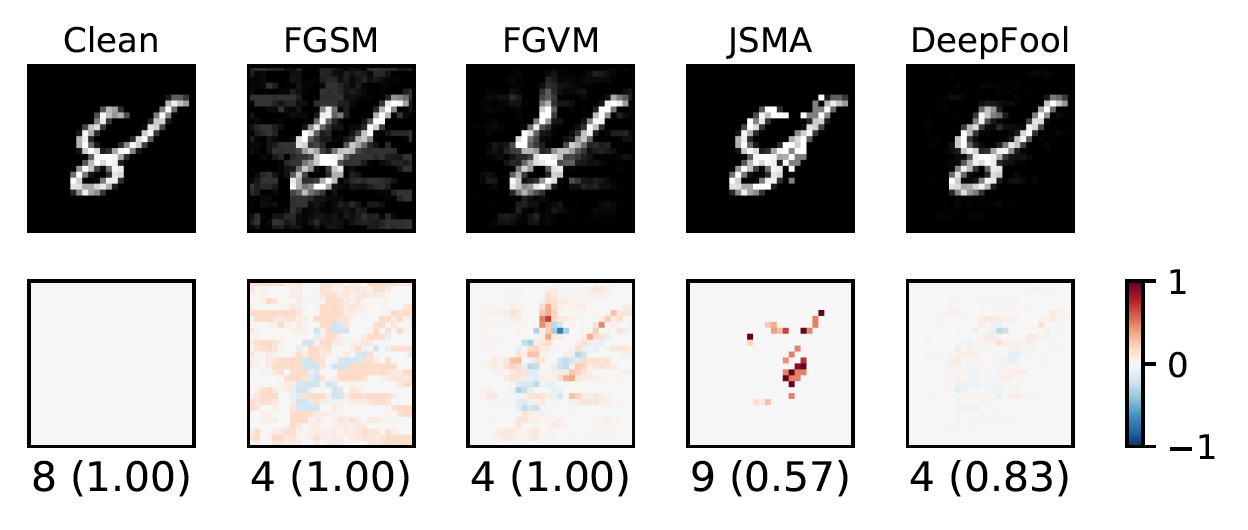 Clean FGSM FGVM JSMA DeepFool
1
0
−1
8 (1.00) 4 (1.00) 4 (1.00) 9 (0.57) 4 (0.83)